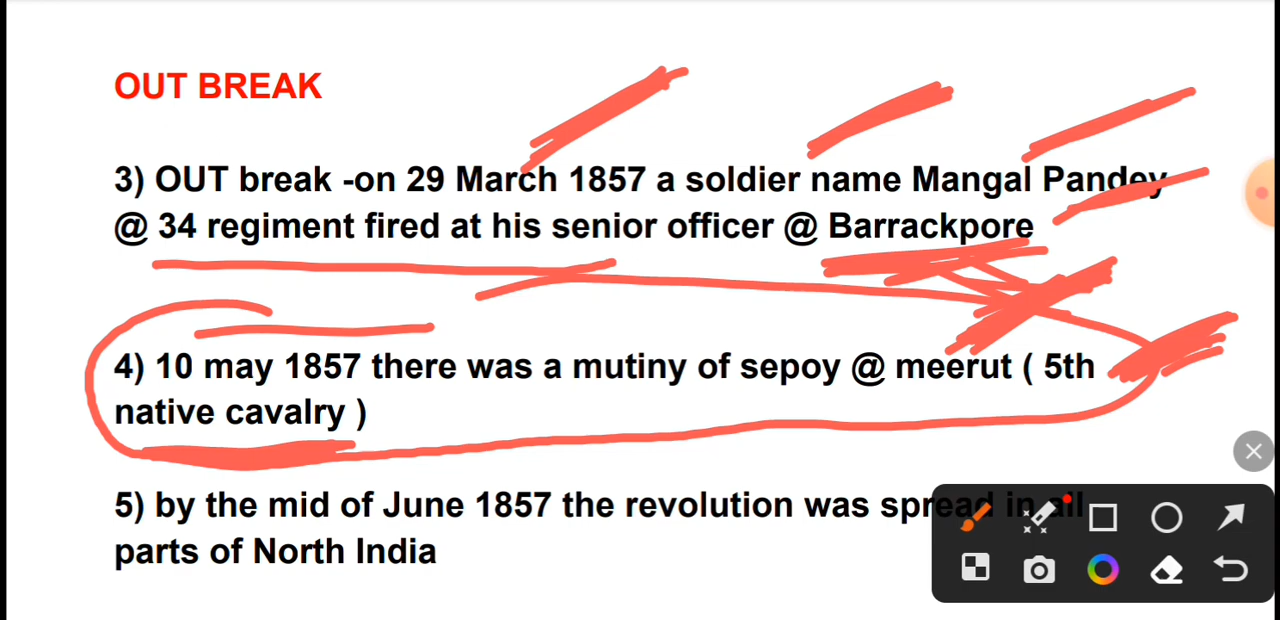 OUT BREAK
3) OUT break -on 29 March 1857 a soldier name Mangal Pandey
@ 34 regiment fired at his senior officer @ Barrackpore
4) 10 may 1857 there was a mutiny of sepoy @ meerut ( 5th
native cavalry )
5) by the mid of June 1857 the revolution was spread in all
parts of North India